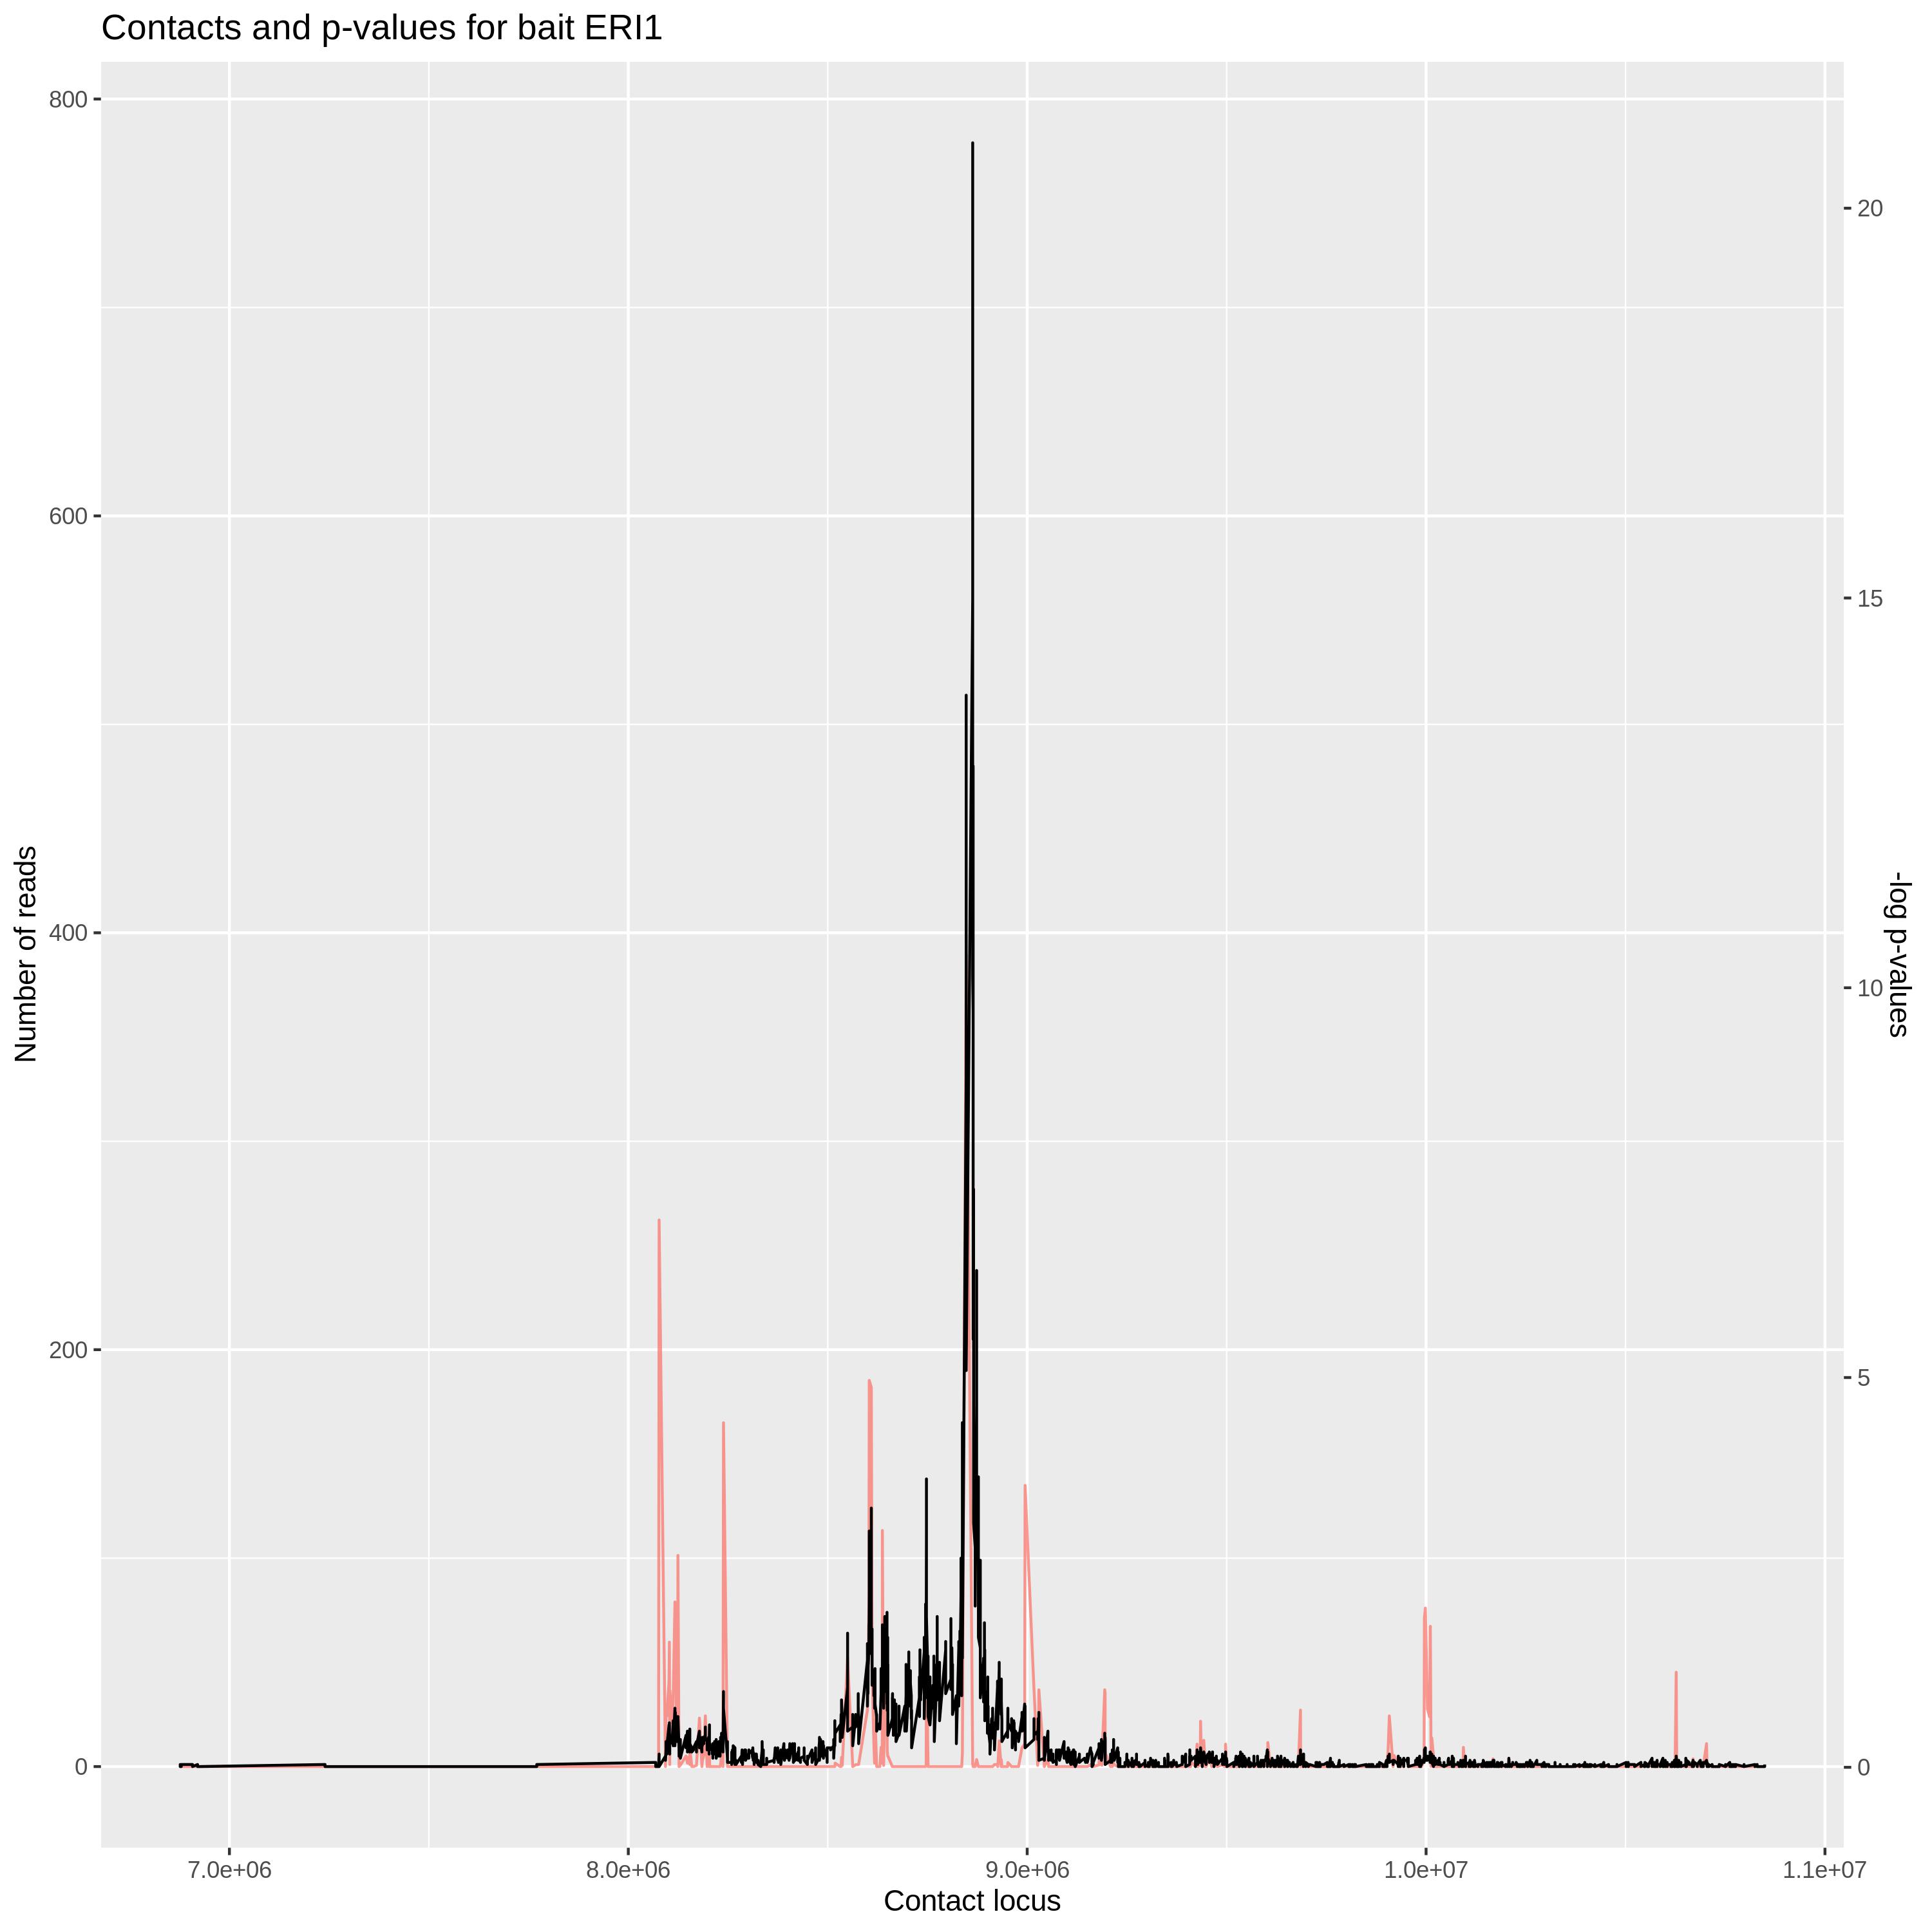 Contacts and p-values for bait ERI1
800
600
400
200
0
Number of reads
20
15
10
5
0
-log p-values
7.0e+06 8.0e+06 9.0e+06 1.0e+07 1.1e+07
Contact locus